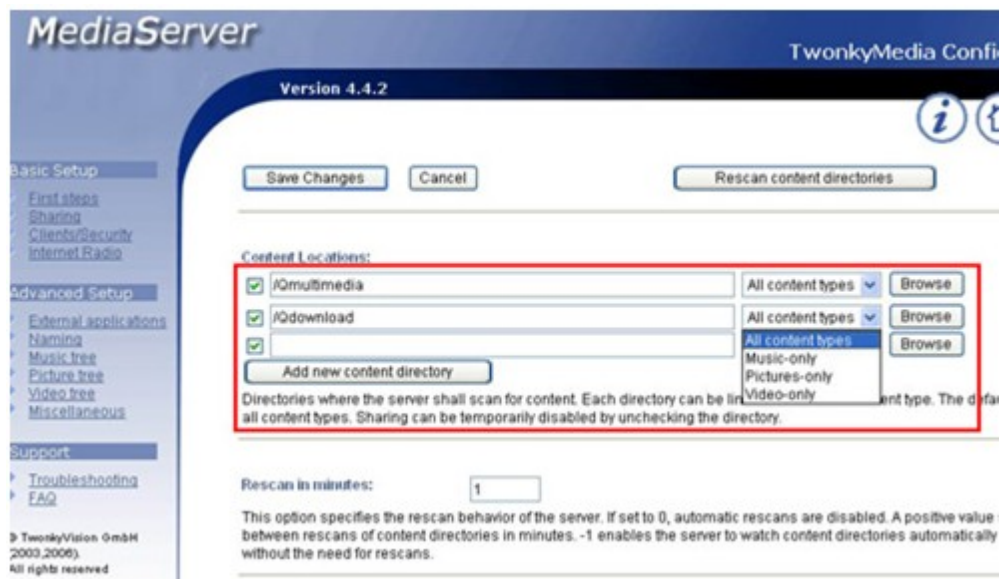 MediaServer
TwonkyMedia Confi
Version 4.4.2
Basic Setup
First steps
Sharing
Clients/Security
Internet Radio
Advanced Setup
External applications
Naming
Music tree
Picture tree
Video tree
Miscellaneous
Support
Troubleshooting
FAQ
© TwonkyVision GmbH
(2003,2006).
All rights reserved
Save Changes
Cancel
Rescan content directories
Content Locations:
/Qmultimedia All content types Browse
/Qdownload All content types Browse
Browse
All content types
Music-only
Pictures-only
Video-only
Add new content directory
Directories where the server shall scan for content. Each directory can be lin ent type. The defau
all content types. Sharing can be temporarily disabled by unchecking the directory.
Rescan in minutes: 1
This option specifies the rescan behavior of the server. If set to 0, automatic rescans are disabled. A positive value
between rescans of content directories in minutes. -1 enables the server to watch content directories automatically
without the need for rescans.